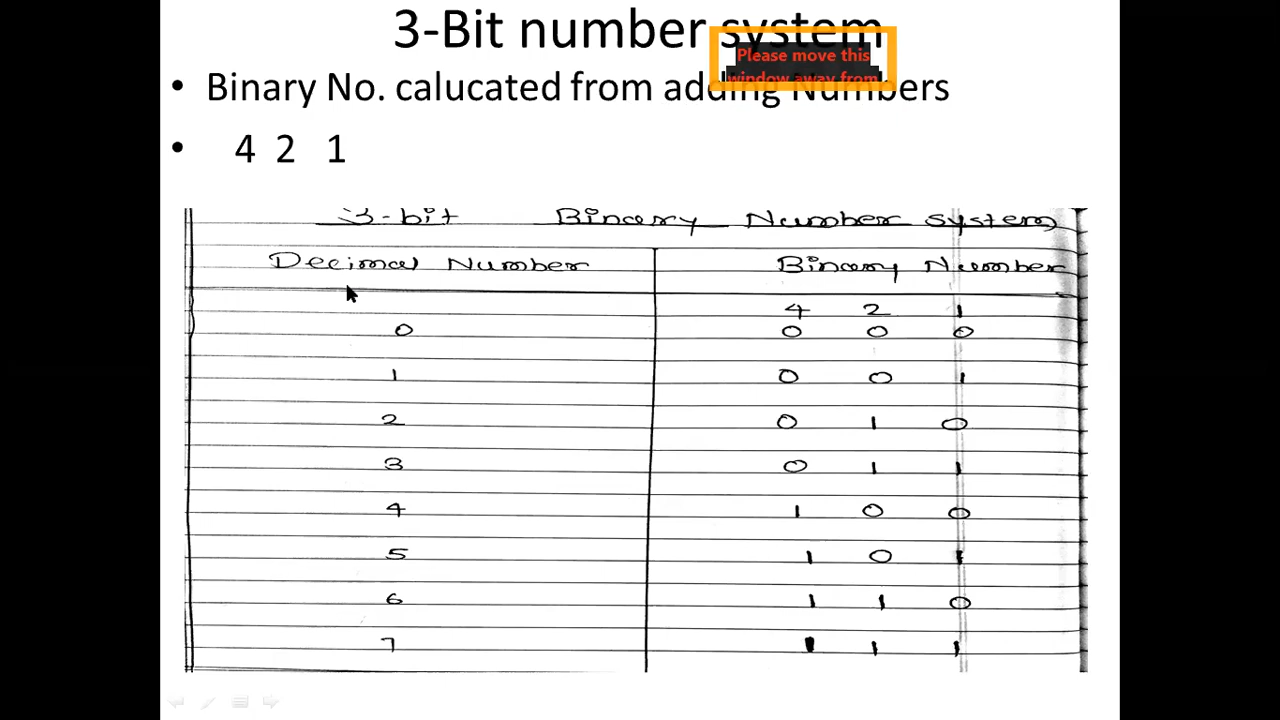 3-Bit number system
Please move this
window away from
• Binary No. calucated from adding Numbers
• 4 2 1
3-bit Binary Number system
Decimal Number Binary Number
4 2 1
0 0 0 0
1 0 0 1
2 0 1 0
3 0 1 1
4 1 0 0
5 1 0 1
6 1 1 0
7 1 1 1